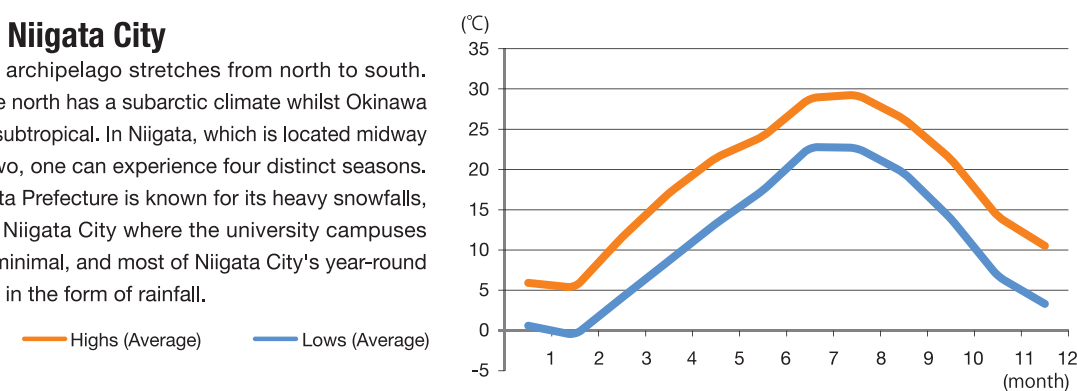 Niigata City
archipelago stretches from north to south.
e north has a subarctic climate whilst Okinawa
subtropical. In Niigata, which is located midway
wo, one can experience four distinct seasons.
ta Prefecture is known for its heavy snowfalls,
Niigata City where the university campuses
minimal, and most of Niigata City's year-round
in the form of rainfall.
Highs (Average) Lows (Average)
(℃)
35
30
25
20
15
10
5
0
-5
1 2 3 4 5 6 7 8 9 10 11 12
(month)